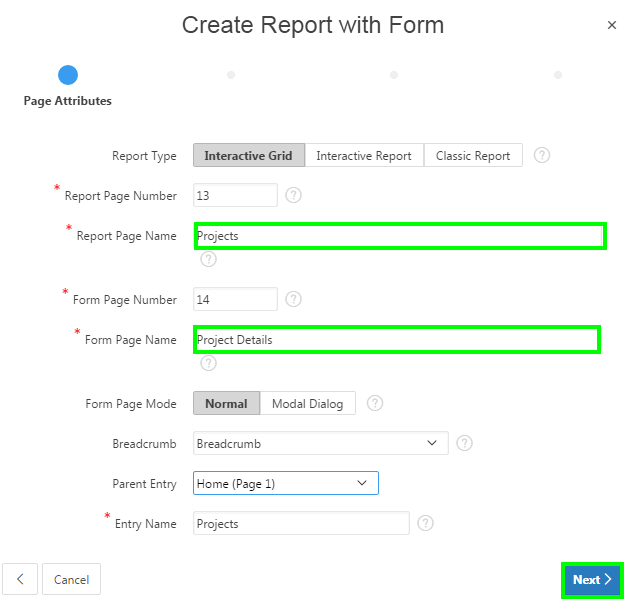 Create Report with Form
×
Page Attributes
Report Type Interactive Grid Interactive Report Classic Report ?
* Report Page Number 13 ?
* Report Page Name Projects
?
* Form Page Number 14 ?
* Form Page Name Project Details
?
Form Page Mode Normal Modal Dialog ?
Breadcrumb Breadcrumb ?
Parent Entry Home (Page 1)
* Entry Name Projects ?
< Cancel Next >